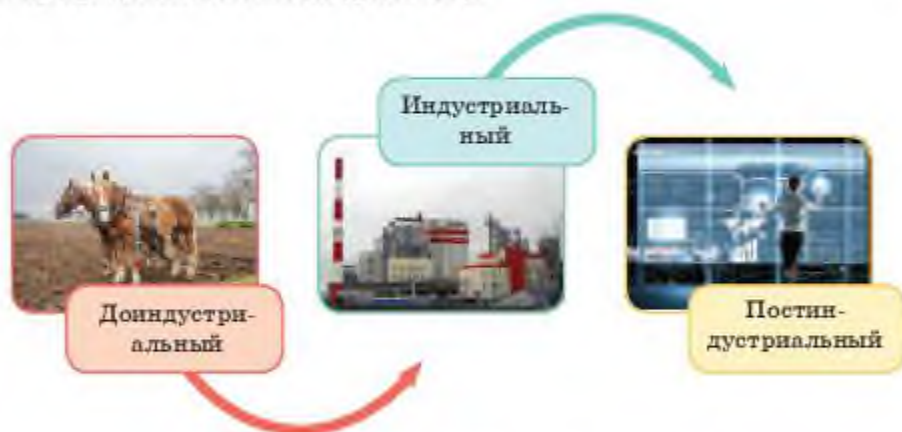 Доиндустри-
альный
Индустриаль-
ный
Постин-
дустриальный